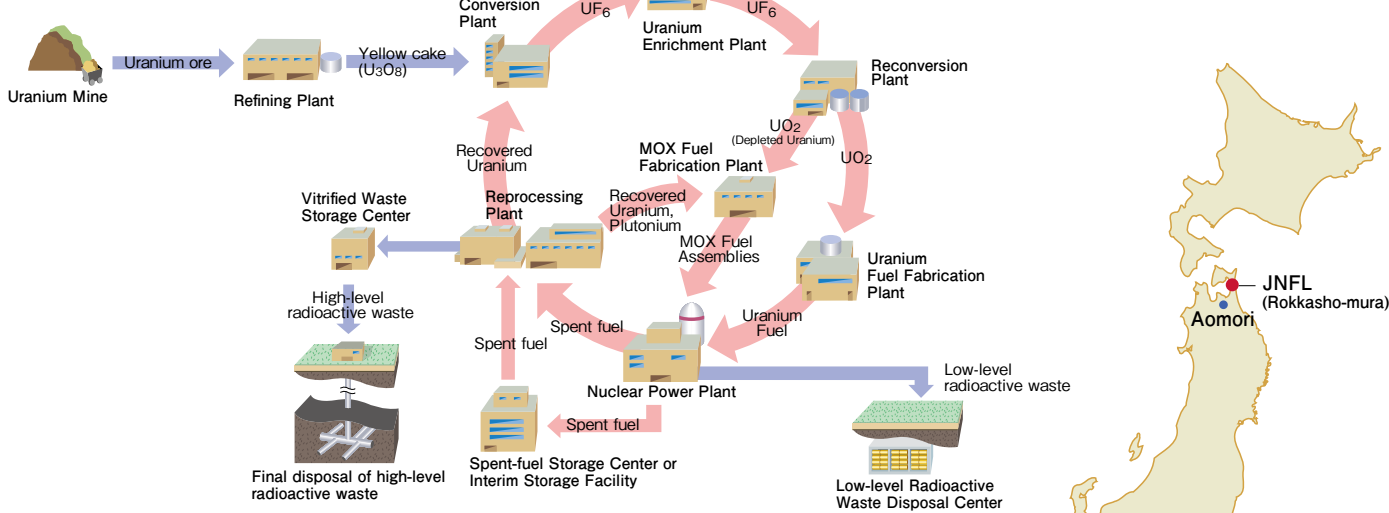 Conversion
Plant
UF6
UF6
Uranium
Enrichment Plant
Uranium ore
Yellow cake
(U3O8)
Uranium Mine
Refining Plant
Reconversion
Plant
UO2
(Depleted Uranium)
UO2
MOX Fuel
Fabrication Plant
Recovered
Uranium
Recovered
Uranium,
Plutonium
Reprocessing
Plant
Vitrified Waste
Storage Center
MOX Fuel
Assemblies
Uranium
Fuel Fabrication
Plant
High-level
radioactive waste
Spent fuel
Spent fuel
Uranium
Fuel
Nuclear Power Plant
Low-level
radioactive waste
Spent fuel
Final disposal of high-level
radioactive waste
Spent-fuel Storage Center or
Interim Storage Facility
Low-level Radioactive
Waste Disposal Center
JNFL
(Rokkasho-mura)
Aomori